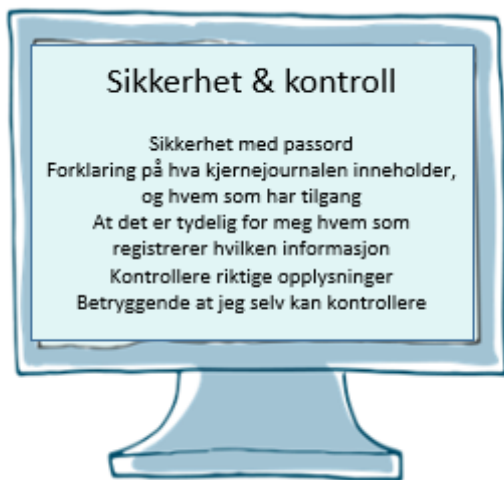 Sikkerhet & kontroll
Sikkerhet med passord
Forklaring på hva kjernejournalen inneholder,
og hvem som har tilgang
At det er tydelig for meg hvem som
registrerer hvilken informasjon
Kontrollere riktige opplysninger
Betryggende at jeg selv kan kontrollere